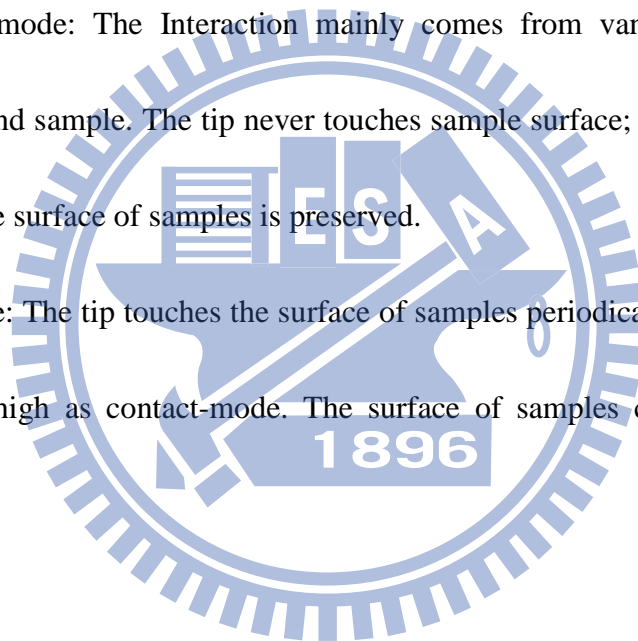 mode: The Interaction mainly comes from van
nd sample. The tip never touches sample surface;
e surface of samples is preserved.
e: The tip touches the surface of samples periodica
high as contact-mode. The surface of samples c
E S A
1896